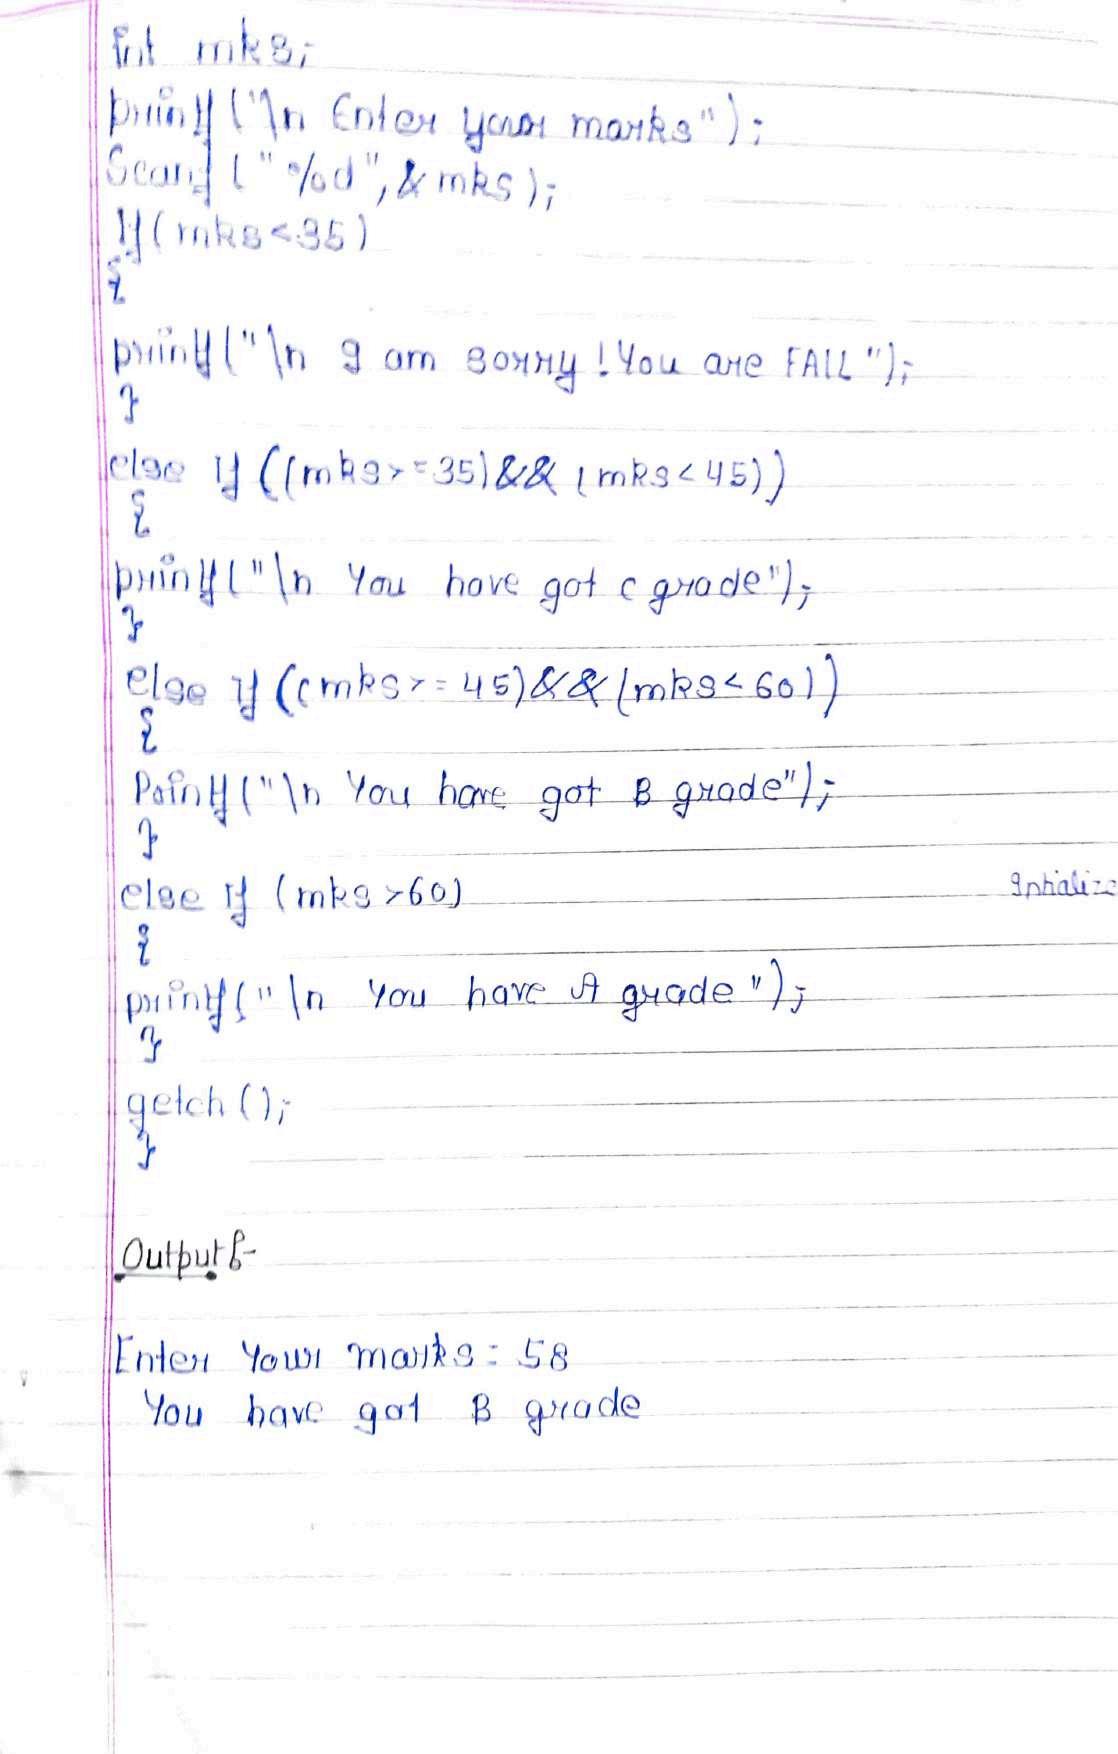 int mks;
printf("\n Enter your marks");
Scanf ("%d", & mks);
If(mks<35)
{
printf("\n I am sorry ! You are FAIL");
}
else if ((mks>=35)&& (mks<45))
{
printf("\n You have got C grade");
}
else if ((mks>=45)&&(mks<60))
{
Printf("\n You have got B grade");
}
else if (mks>60)
Intialize
{
printf("\n You have A grade");
}
getch();
}
Output:-
Enter Your marks: 58
You have got B grade